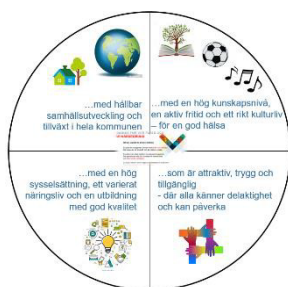 ...med hållbar
samhällsutveckling och
tillväxt i hela kommunen
...med en hög kunskapsnivå,
en aktiv fritid och ett rikt kulturliv
– för en god hälsa
...med en hög
sysselsättning, ett varierat
näringsliv och en utbildning
med god kvalitet
...som är attraktiv, trygg och
tillgänglig
- där alla känner delaktighet
och kan påverka